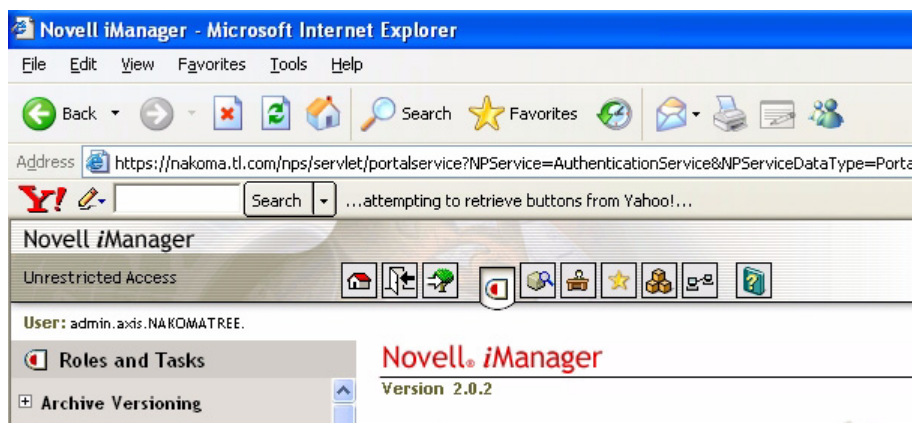 Novell iManager - Microsoft Internet Explorer
File Edit View Favorites Tools Help
Back Search Favorites
Address https://nakoma.tl.com/nps/servlet/portalservice?NPService=AuthenticationService&NPServiceDataType=Porta
Y! Search ...attempting to retrieve buttons from Yahoo!...
Novell iManager
Unrestricted Access
User: admin.axis.NAKOMATREE.
Roles and Tasks
Novell® iManager
Version 2.0.2
Archive Versioning